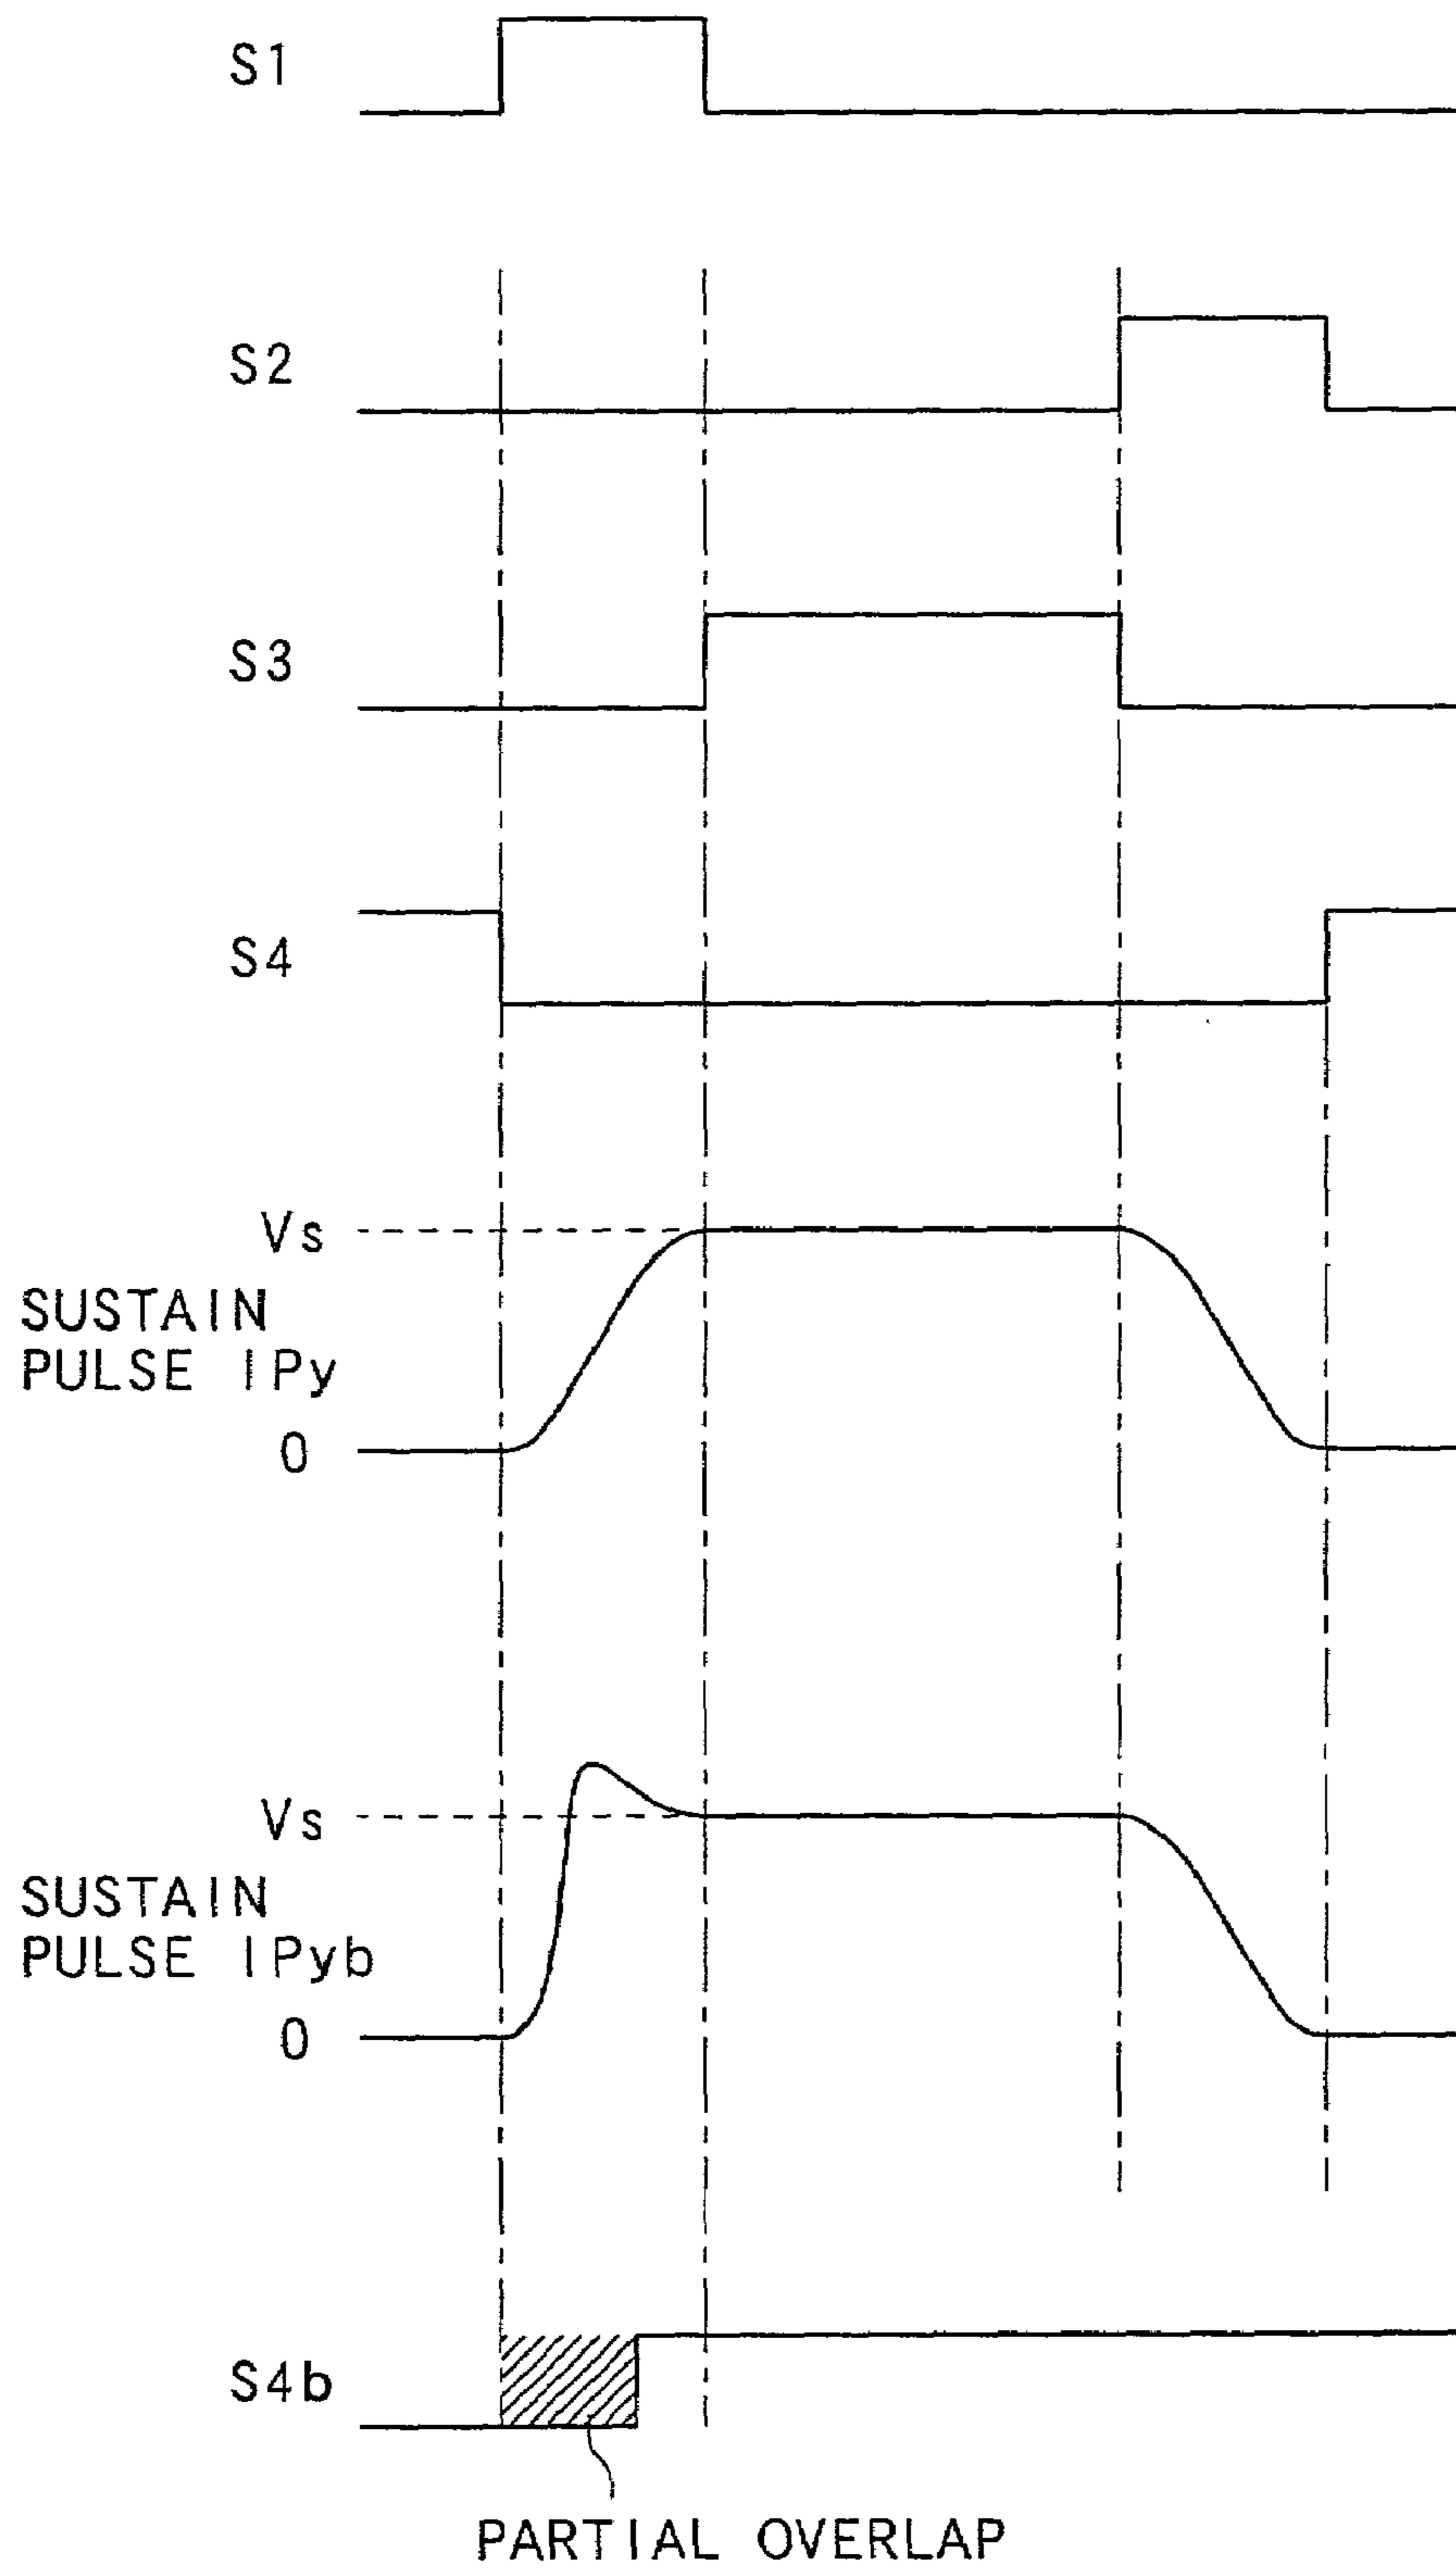 S1
S2
S3
S4
Vs
SUSTAIN
PULSE IPy
0
Vs
SUSTAIN
PULSE IPyb
0
S4b
PARTIAL OVERLAP